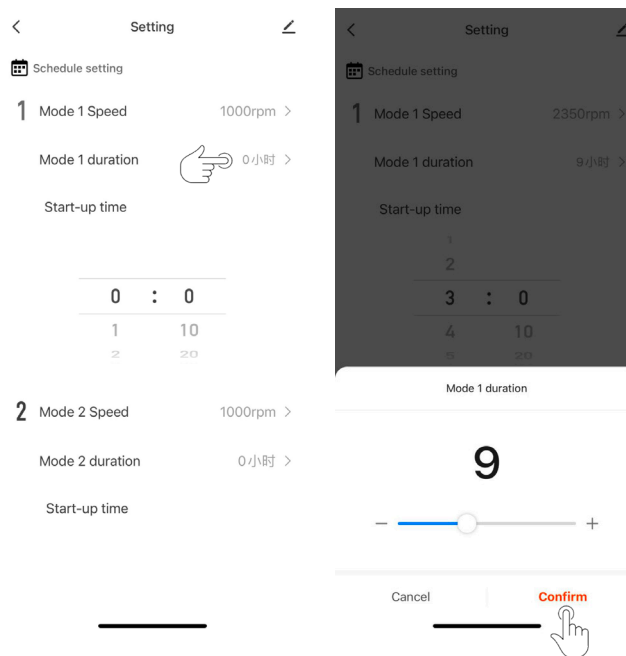 Setting
Schedule setting
1 Mode 1 Speed 1000rpm
Mode 1 duration 0小时
Start-up time
0 : 0
1 10
2 20
2 Mode 2 Speed 1000rpm
Mode 2 duration 0小时
Start-up time
Setting
Schedule setting
1 Mode 1 Speed 2350rpm
Mode 1 duration 9小时
Start-up time
1
2
3 : 0
4 10
5 20
Mode 1 duration
9
Cancel Confirm